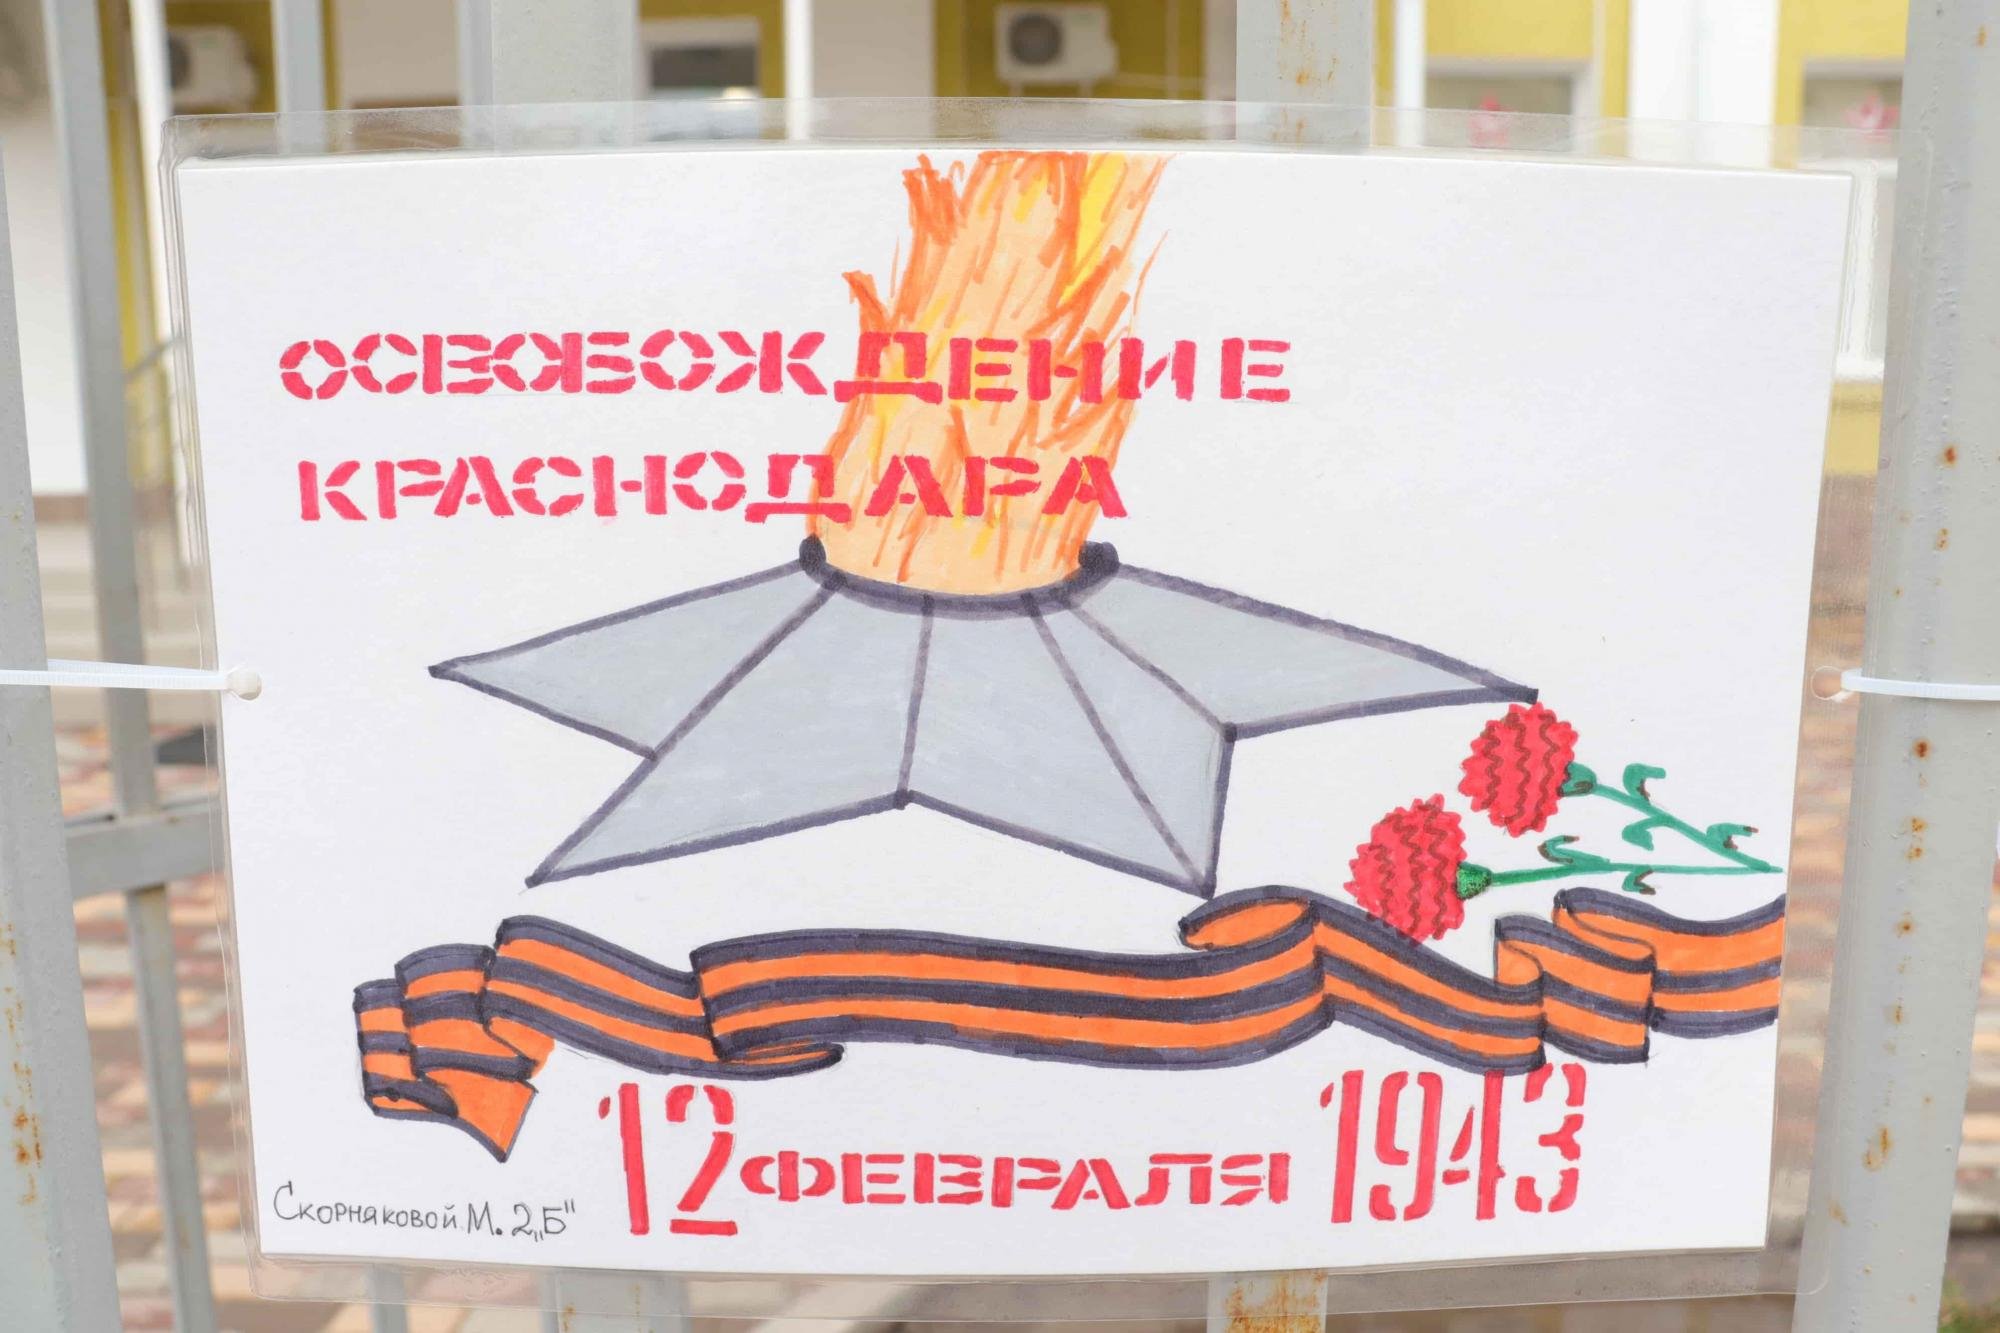 ОСВОБОЖДЕНИЕ
КРАСНОДАРА
12 ФЕВРАЛЯ 1943
Скорняковой М. 2„Б"